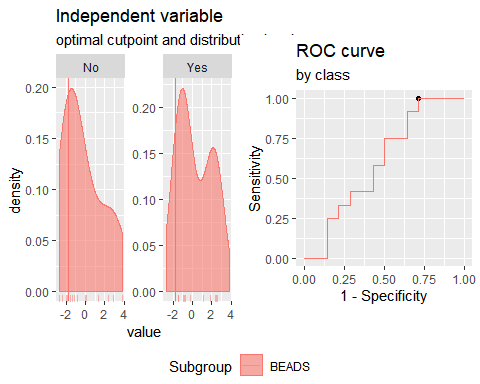 Independent variable
optimal cutpoint and distribut
No
Yes
0.20
0.15
0.10
0.05
0.00
0.20
0.15
0.10
0.05
0.00
density
-2 0 2 4
-2 0 2 4
value
ROC curve
by class
1.00
0.75
0.50
0.25
0.00
Sensitivity
0.00 0.25 0.50 0.75 1.00
1 - Specificity
Subgroup BEADS